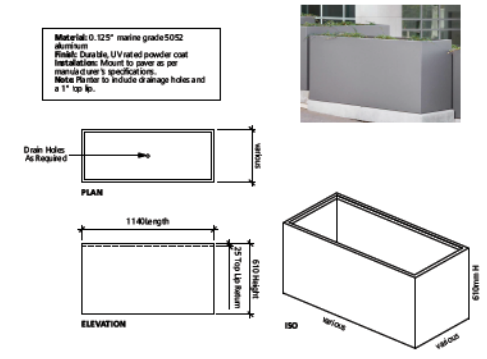 Material: 0.125" marine grade 5052
aluminum
Finish: Durable, UV rated powder coat
Installation: Mount to paver as per
manufacturer's specifications.
Note: Planter to include drainage holes and
a 1" top lip.
Drain Holes
As Required
various
PLAN
1140 Length
25 Top Lip Return
610 Height
ELEVATION
610mm H
ISO
various
various